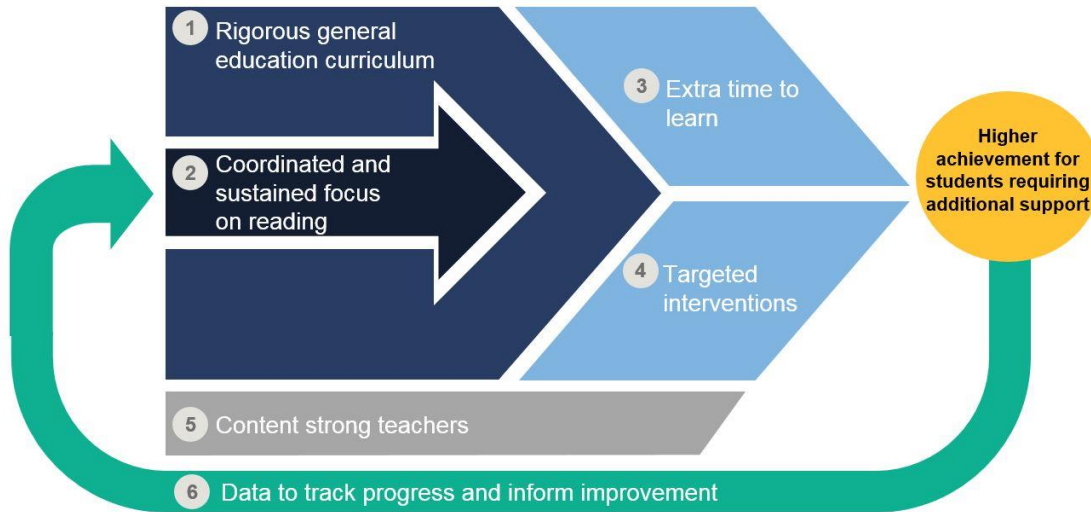 1
Rigorous general
education curriculum
2
Coordinated and
sustained focus
on reading
3
Extra time to
learn
4
Targeted
interventions
Higher
achievement for
students requiring
additional support
5
Content strong teachers
6
Data to track progress and inform improvement